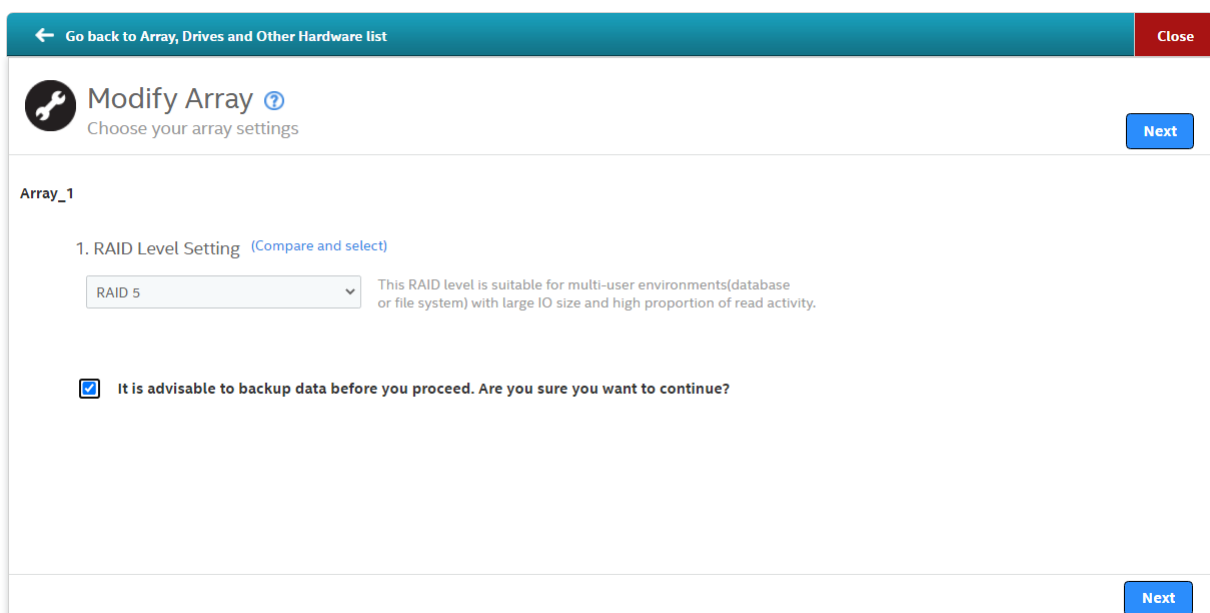 Go back to Array, Drives and Other Hardware list
Close
Modify Array ?
Choose your array settings
Next
Array_1
1. RAID Level Setting (Compare and select)
RAID 5
This RAID level is suitable for multi-user environments(database
or file system) with large IO size and high proportion of read activity.
It is advisable to backup data before you proceed. Are you sure you want to continue?
Next